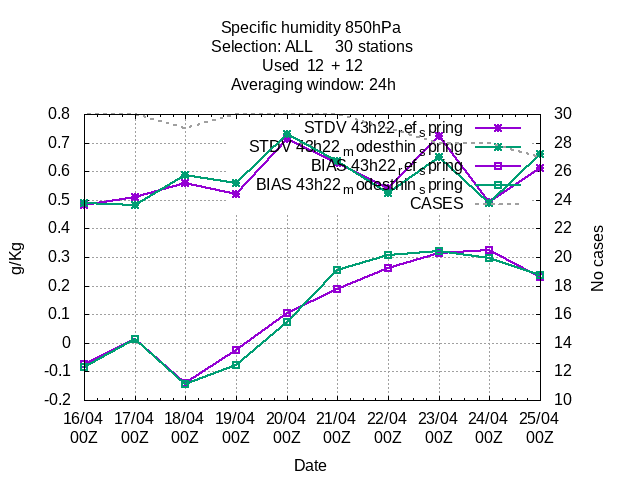 Specific humidity 850hPa
Selection: ALL 30 stations
Used 12 + 12
Averaging window: 24h
0.8
0.7
0.6
0.5
0.4
0.3
0.2
0.1
0
-0.1
-0.2
g/Kg
STDV 43h22_ref_spring
STDV 43h22_modesthin_spring
BIAS 43h22_ref_spring
BIAS 43h22_modesthin_spring
CASES
30
28
26
24
22
20
18
16
14
12
10
No cases
16/04 17/04 18/04 19/04 20/04 21/04 22/04 23/04 24/04 25/04
00Z 00Z 00Z 00Z 00Z 00Z 00Z 00Z 00Z 00Z
Date